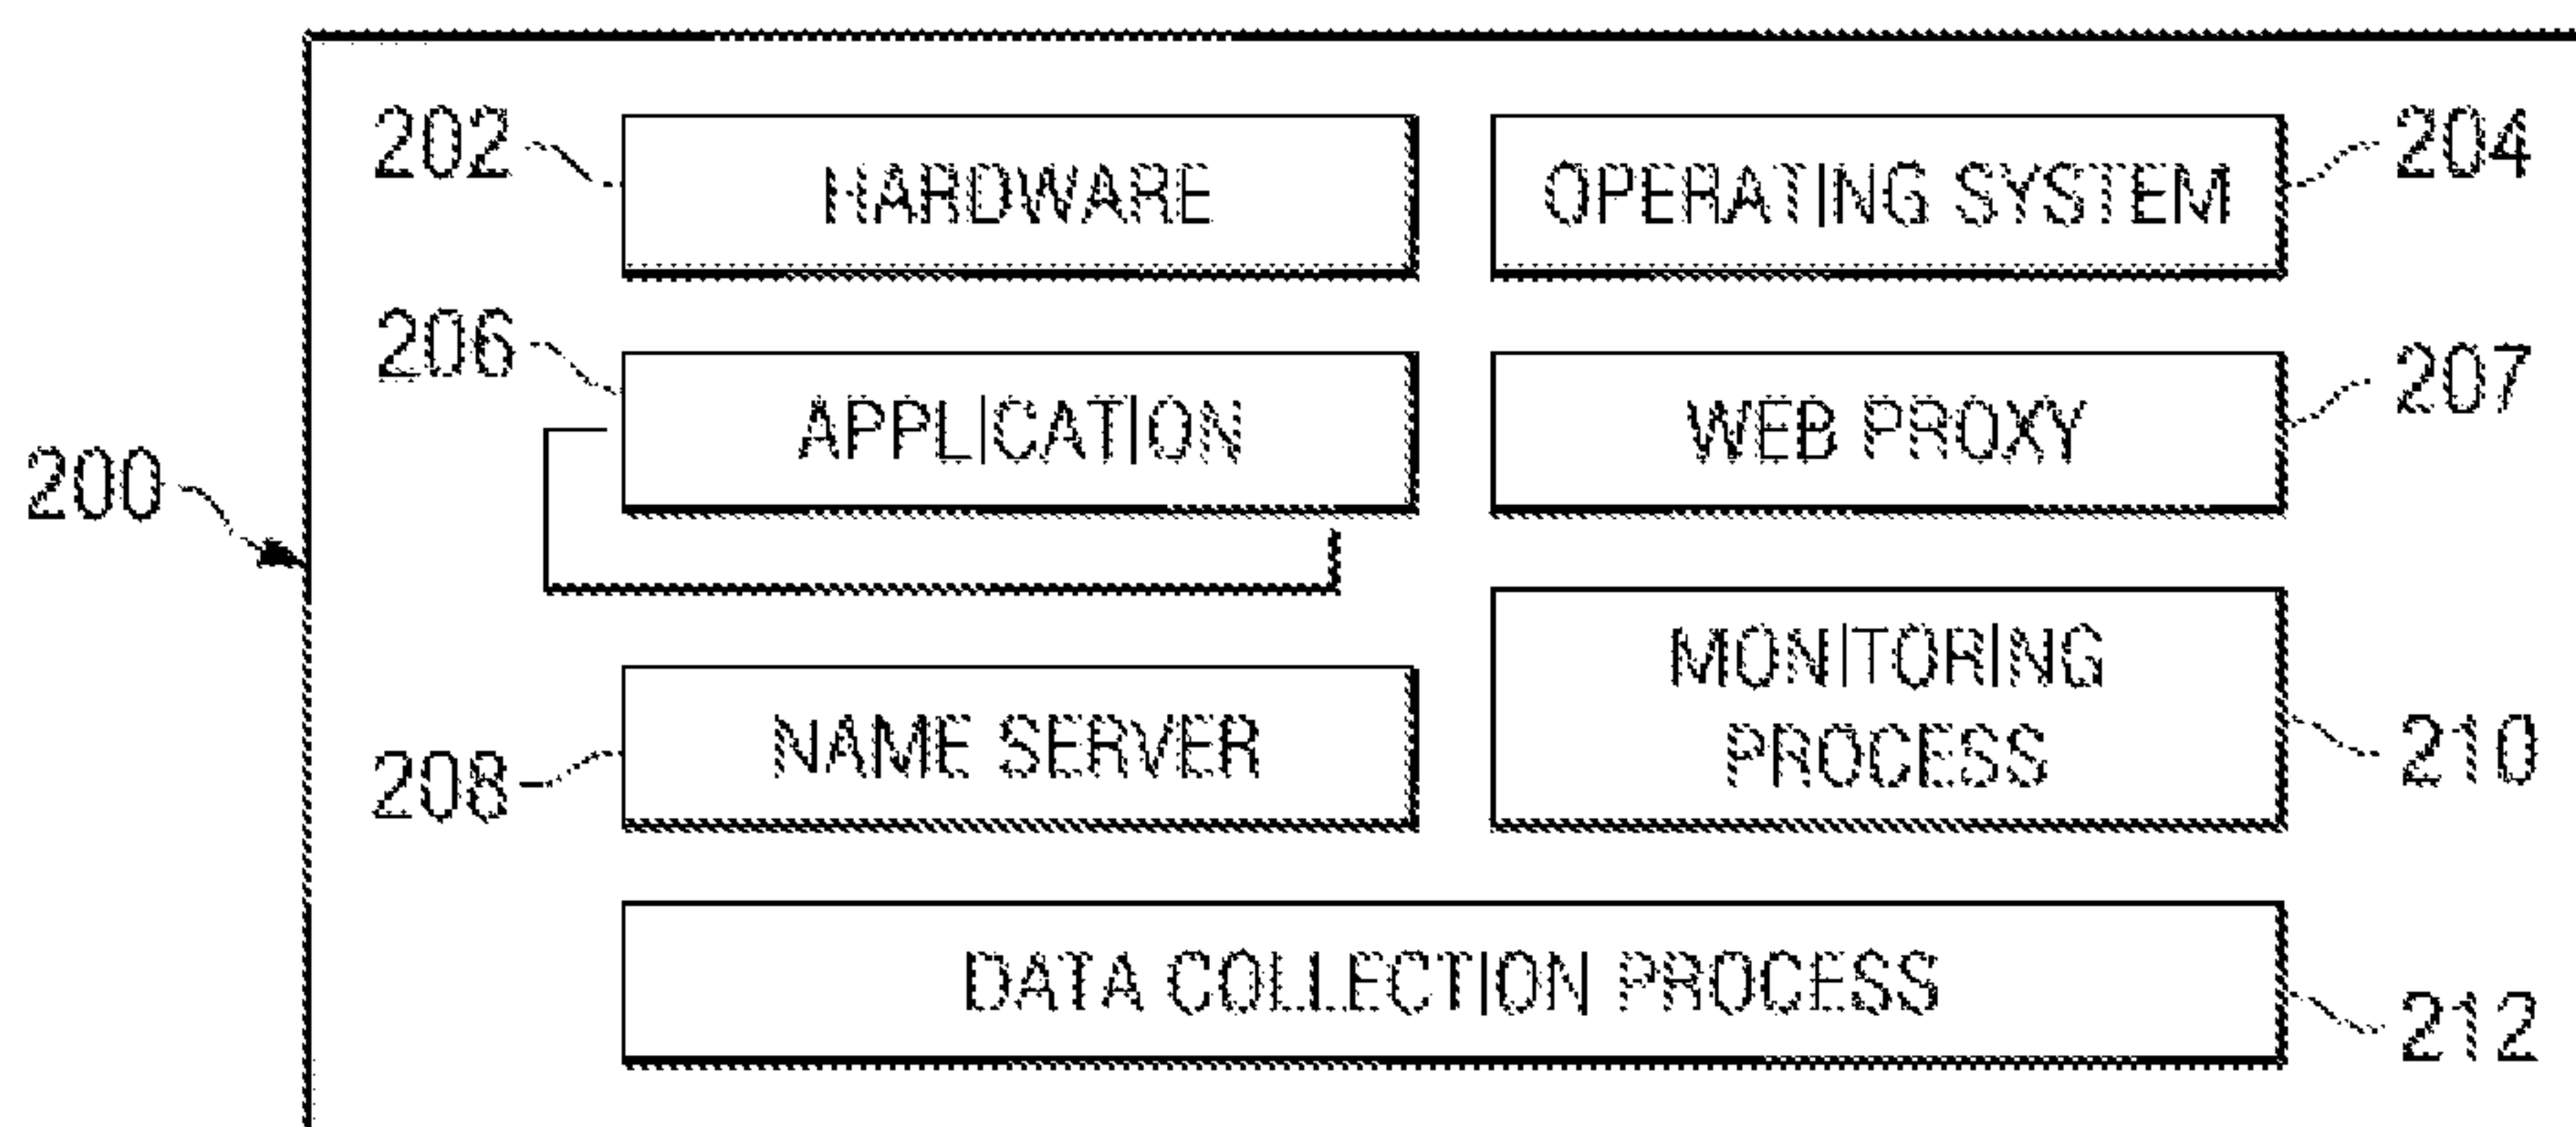 202 HARDWARE OPERATING SYSTEM 204
206 APPLICATION WEB PROXY 207
200
MONITORING
PROCESS 210
208 NAME SERVER
DATA COLLECTION PROCESS 212